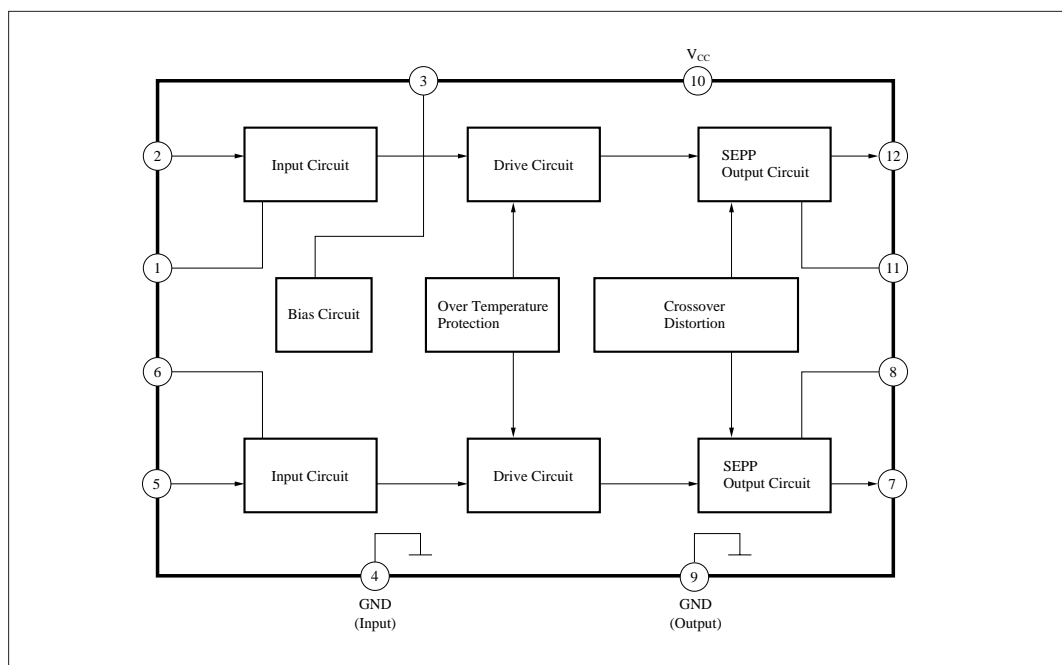 V_CC
3
10
2
Input Circuit
Drive Circuit
SEPP
Output Circuit
12
1
11
Bias Circuit
Over Temperature
Protection
Crossover
Distortion
6
8
5
Input Circuit
Drive Circuit
SEPP
Output Circuit
7
4
9
GND
(Input)
GND
(Output)